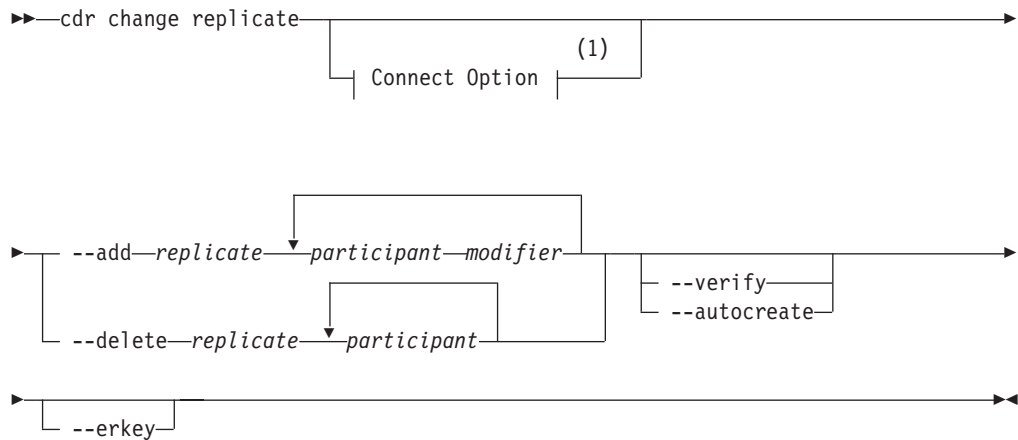 cdr change replicate
(1)
Connect Option
--add replicate participant modifier
--verify
--autocreate
--delete replicate participant
--erkey